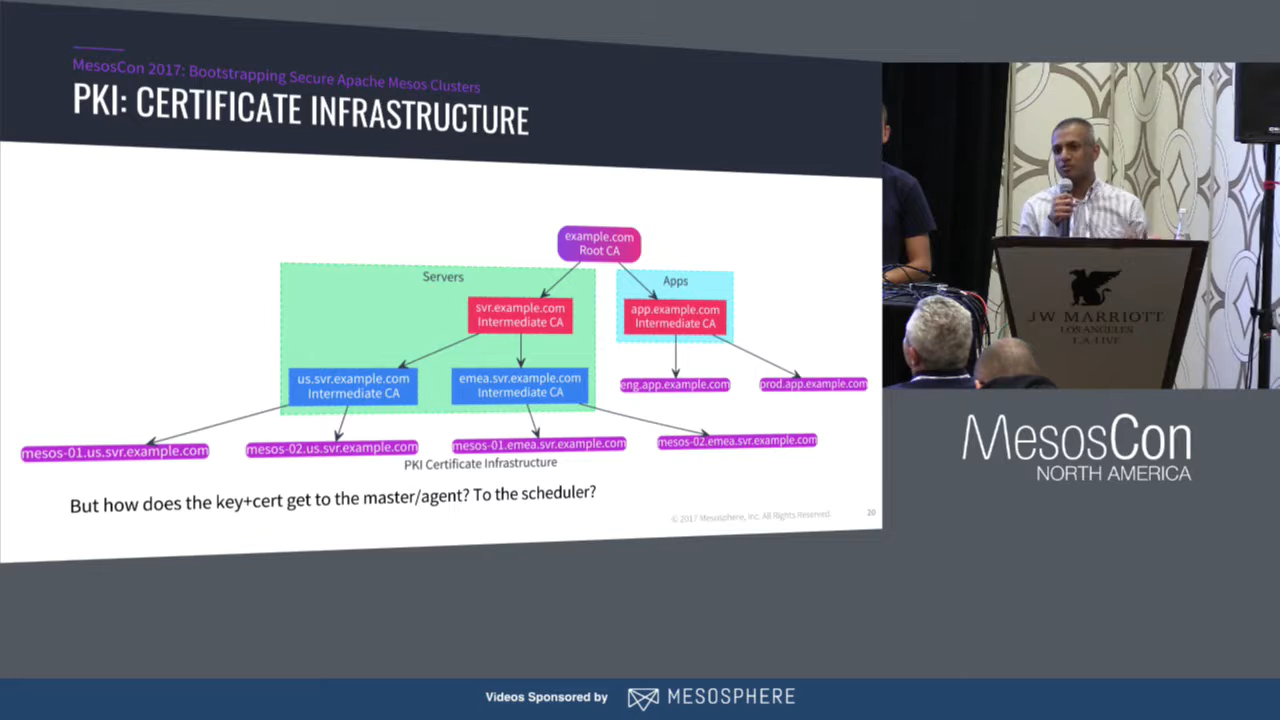 MesosCon 2017: Bootstrapping Secure Apache Mesos Clusters
PKI: CERTIFICATE INFRASTRUCTURE
example.com
Root CA
Servers
Apps
svr.example.com
Intermediate CA
app.example.com
Intermediate CA
us.svr.example.com
Intermediate CA
emea.svr.example.com
Intermediate CA
eng.app.example.com
prod.app.example.com
mesos-01.us.svr.example.com
mesos-02.us.svr.example.com
mesos-01.emea.svr.example.com
mesos-02.emea.svr.example.com
PKI Certificate Infrastructure
But how does the key+cert get to the master/agent? To the scheduler?
© 2017 Mesosphere, Inc. All Rights Reserved.
20
JW MARRIOTT
LOS ANGELES
L.A. LIVE
MesosCon
NORTH AMERICA
Videos Sponsored by
MESOSPHERE